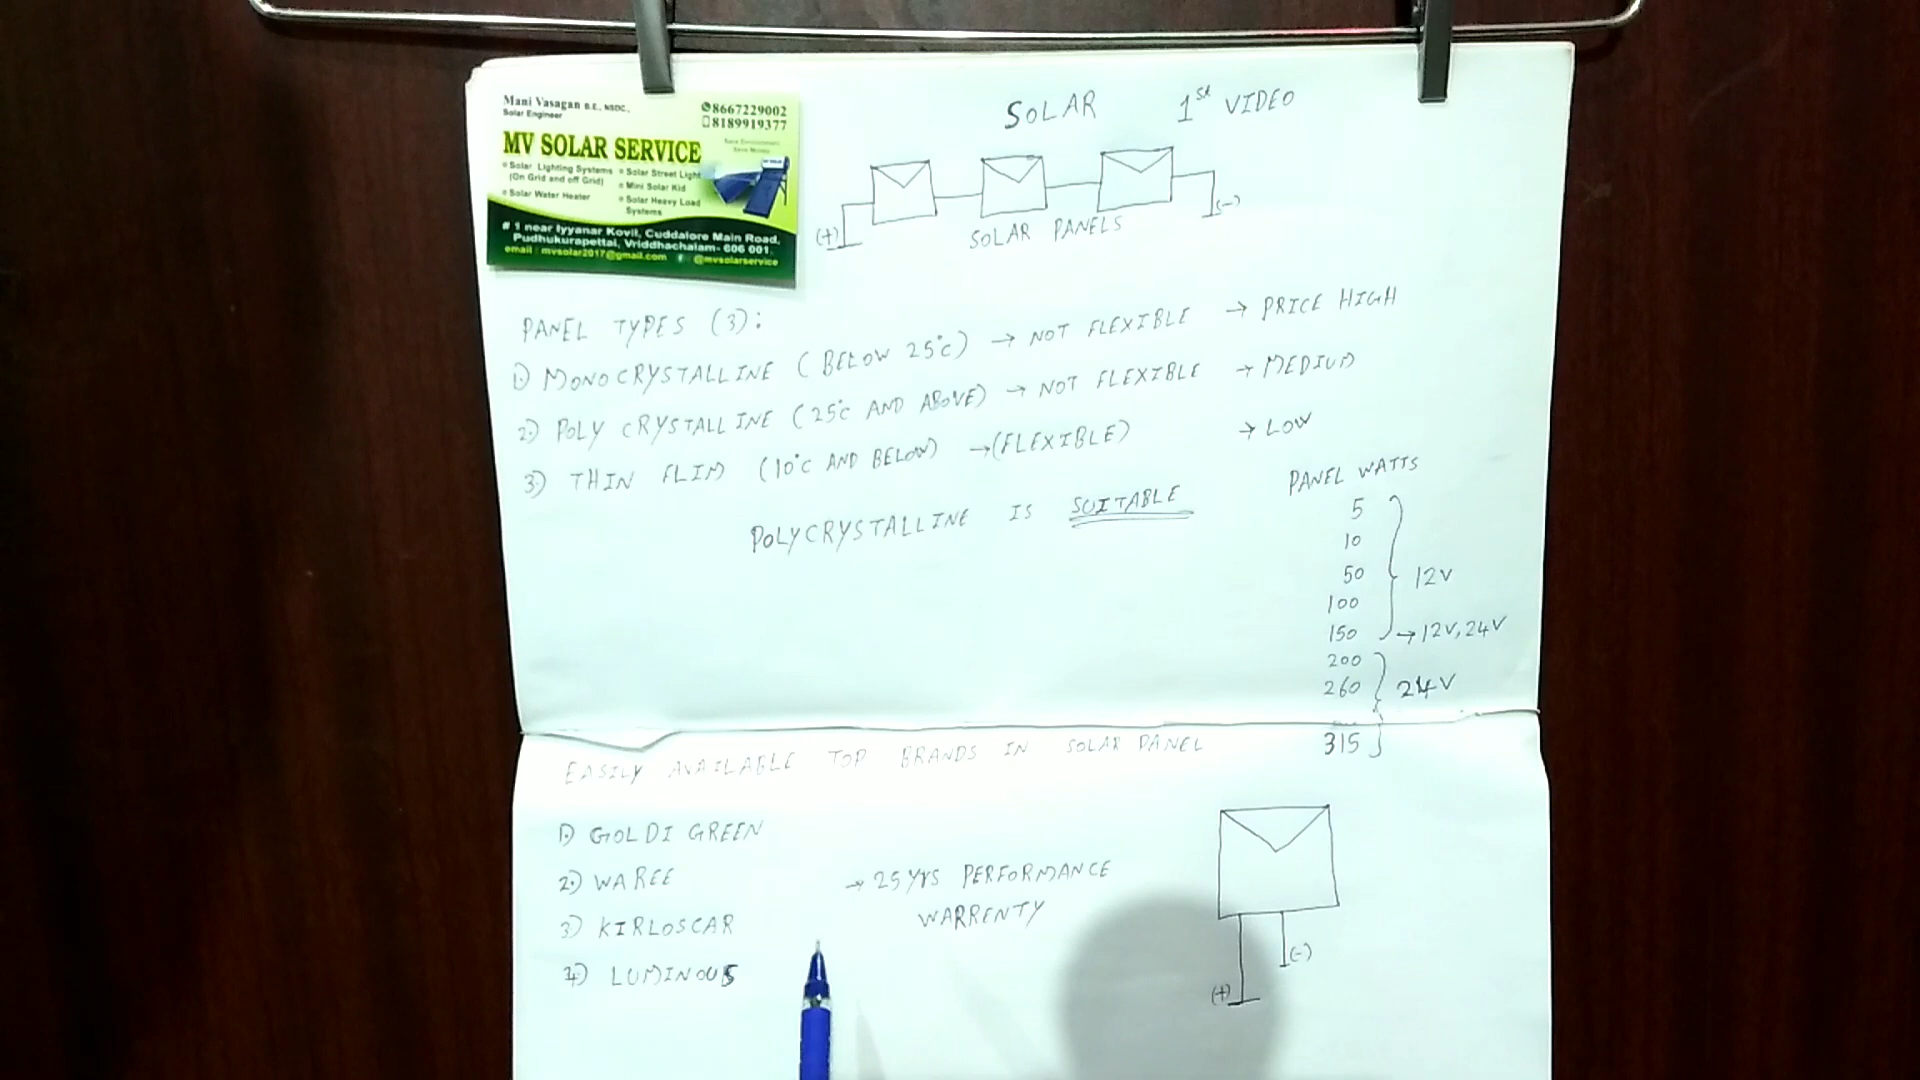 Mani Vasagan B.E., NSDC.,
Solar Engineer
8667229002
8189919377
MV SOLAR SERVICE
Save Environment
Save Money
Solar Lighting Systems
(On Grid and off Grid)
Solar Water Heater
Solar Street Light
Mini Solar Kid
Solar Heavy Load
Systems
# 1 near Iyyanar Kovil, Cuddalore Main Road,
Pudhukurapettai, Vriddhachalam- 606 001.
email : mvsolar2017@gmail.com f @mvsolarservice
SOLAR 1st VIDEO
(+) (-)
SOLAR PANELS
PANEL TYPES (3):
1) MONOCRYSTALLINE (BELOW 25°C) → NOT FLEXIBLE → PRICE HIGH
2) POLY CRYSTALLINE (25°C AND ABOVE) → NOT FLEXIBLE → MEDIUM
3) THIN FLIM (10°C AND BELOW) → (FLEXIBLE) → LOW
POLYCRYSTALLINE IS SUITABLE
PANEL WATTS
5
10
50 12V
100
150 → 12V, 24V
200
260 24V
315
EASILY AVAILABLE TOP BRANDS IN SOLAR PANEL
1) GOLDI GREEN
2) WAREE
3) KIRLOSCAR
4) LUMINOUS
→ 25 yrs PERFORMANCE
WARRENTY
(-)
(+)